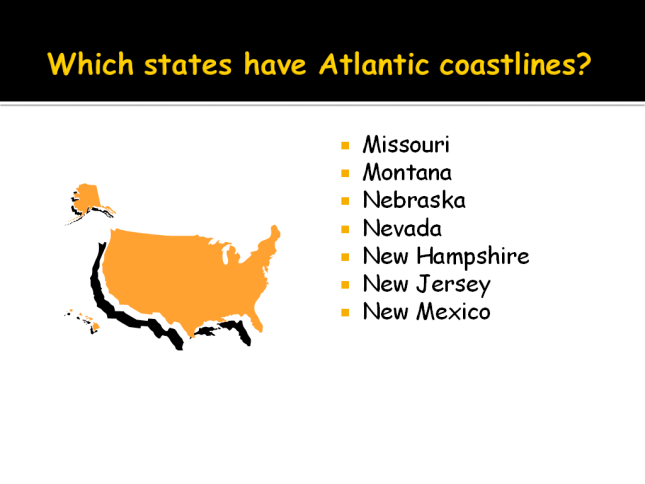 Which states have Atlantic coastlines?
Missouri
Montana
Nebraska
Nevada
New Hampshire
New Jersey
New Mexico